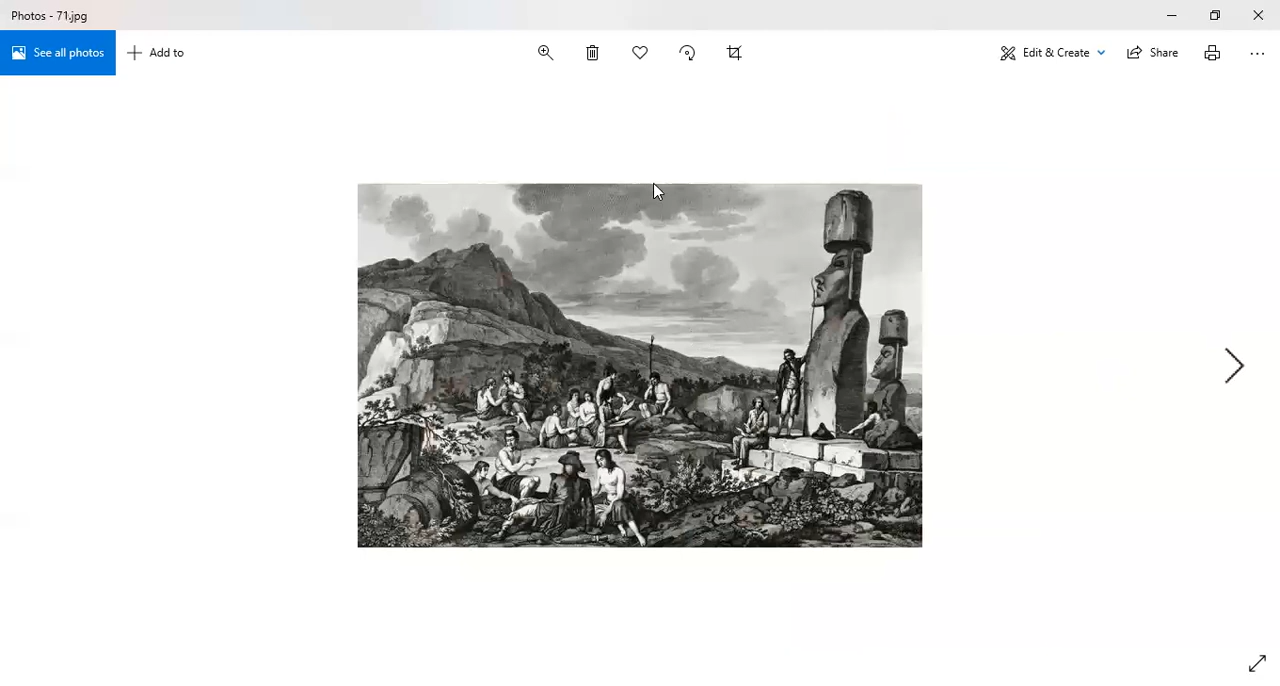 Photos - 71.jpg
See all photos
Add to
Edit & Create
Share